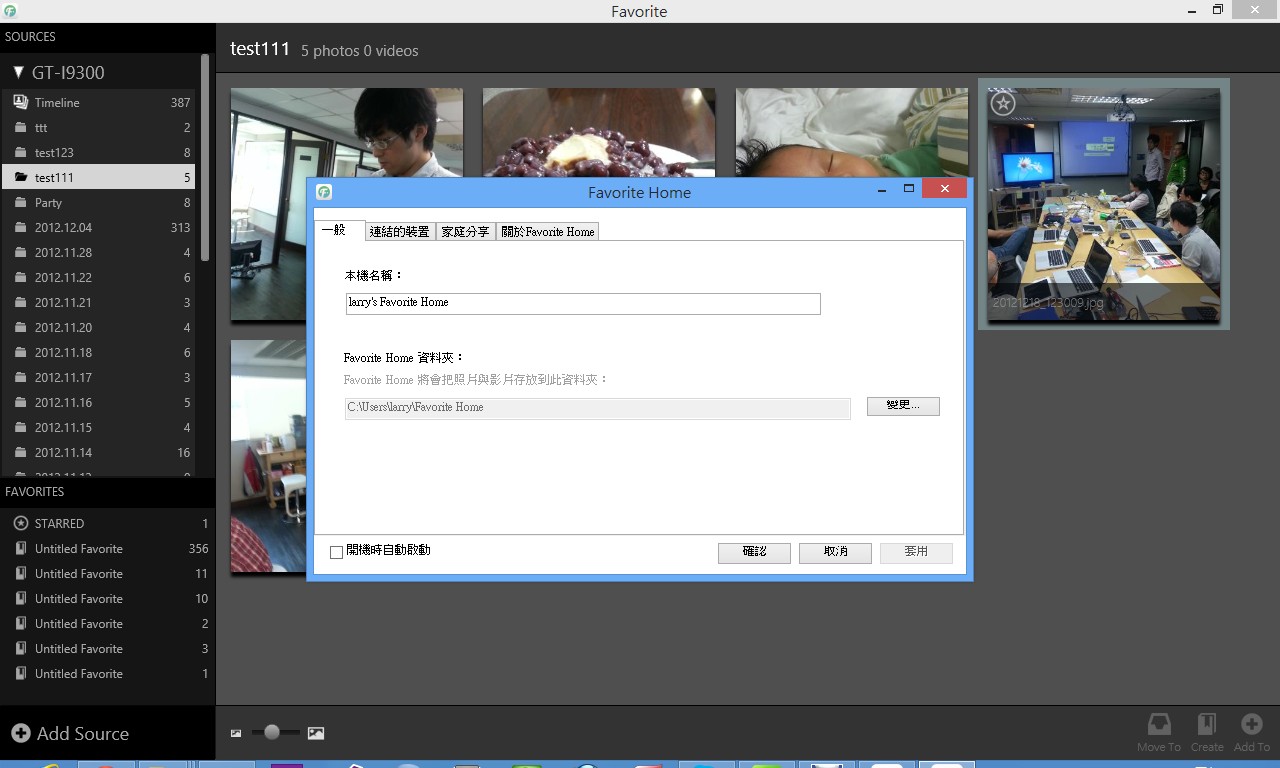 Favorite
SOURCES
GT-I9300
Timeline 387
ttt 2
test123 8
test111 5
Party 8
2012.12.04 313
2012.11.28 4
2012.11.22 6
2012.11.21 3
2012.11.20 4
2012.11.18 6
2012.11.17 3
2012.11.16 5
2012.11.15 4
2012.11.14 16
FAVORITES
STARRED 1
Untitled Favorite 356
Untitled Favorite 11
Untitled Favorite 10
Untitled Favorite 2
Untitled Favorite 3
Untitled Favorite 1
Add Source
test111 5 photos 0 videos
20121218_123009.jpg
Favorite Home
一般 連結的裝置 家庭分享 關於Favorite Home
本機名稱：
larry's Favorite Home
Favorite Home 資料夾：
Favorite Home 將會把照片與影片存放到此資料夾：
C:\Users\larry\Favorite Home
變更...
開機時自動啟動
確認 取消 套用
Move To Create Add To